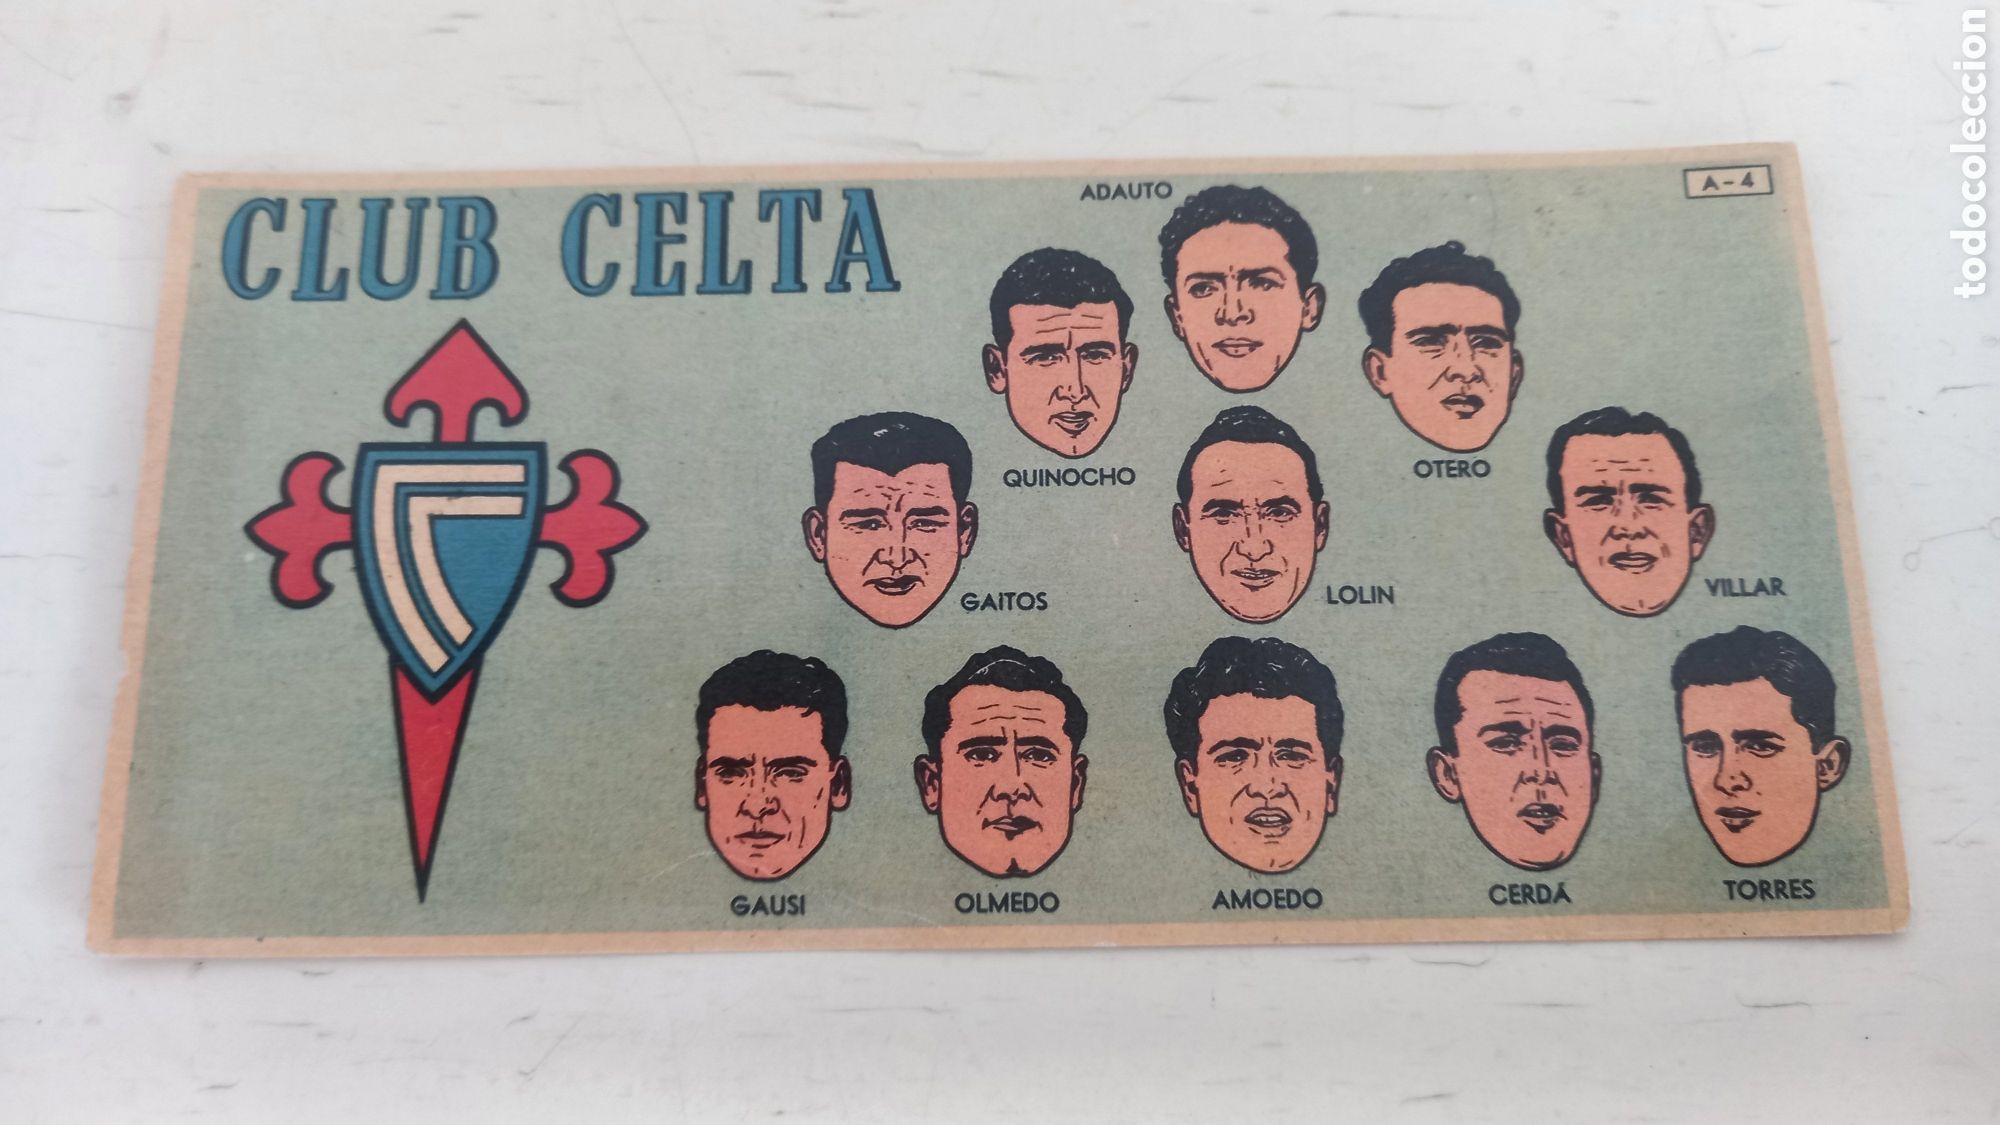 CLUB CELTA
A-4
ADAUTO
QUINOCHO
OTERO
GAITOS
LOLIN
VILLAR
GAUSI
OLMEDO
AMOEDO
CERDÁ
TORRES
todocoleccion